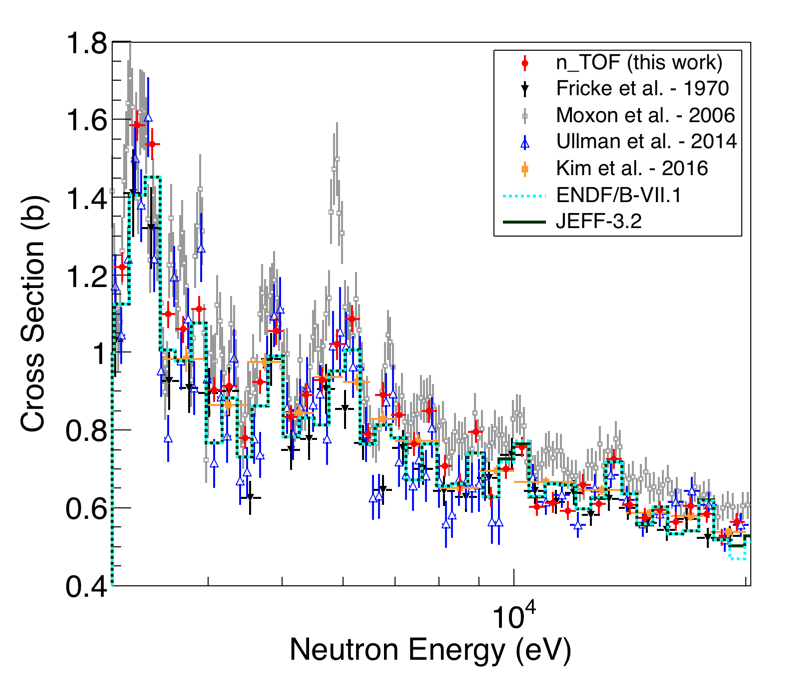 1.8
1.6
1.4
1.2
1
0.8
0.6
0.4
Cross Section (b)
n_TOF (this work)
Fricke et al. - 1970
Moxon et al. - 2006
Ullman et al. - 2014
Kim et al. - 2016
ENDF/B-VII.1
JEFF-3.2
10⁴
Neutron Energy (eV)